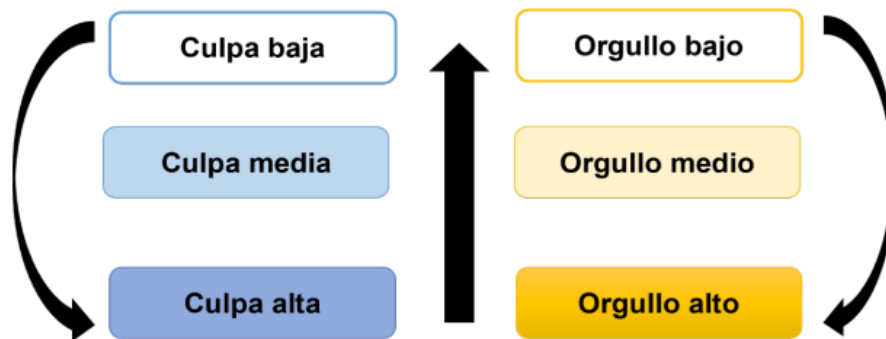 Culpa baja
Orgullo bajo
Culpa media
Orgullo medio
Culpa alta
Orgullo alto